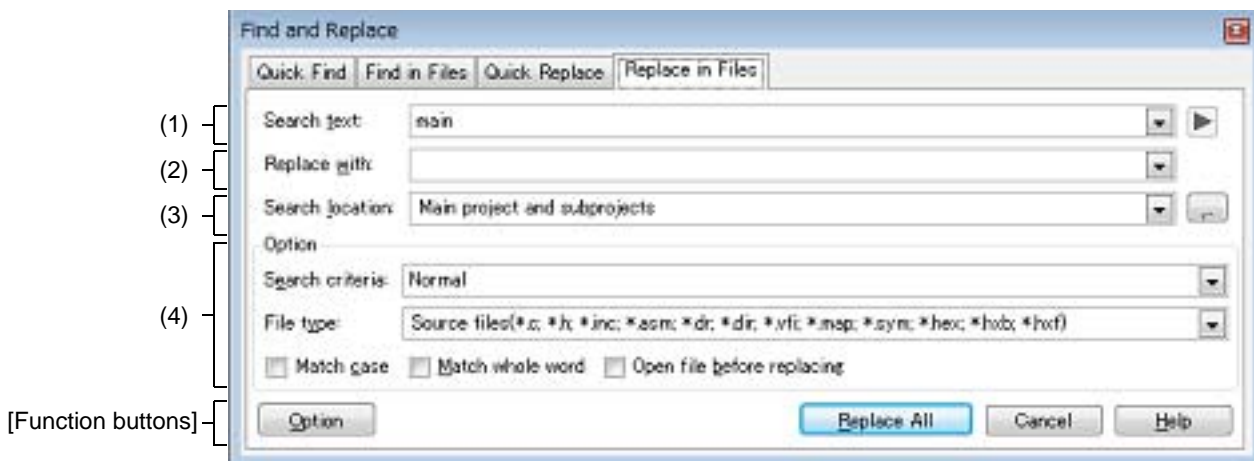 Find and Replace
Quick Find Find in Files Quick Replace Replace in Files
(1) Search text: main
(2) Replace with:
(3) Search location: Main project and subprojects
Option
Search criteria: Normal
(4) File type: Source files(*.c; *.h; *.inc; *.asm; *.dr; *.dir; *.vfi; *.map; *.sym; *.hex; *.hxb; *.hxf)
Match case Match whole word Open file before replacing
[Function buttons] Option Replace All Cancel Help